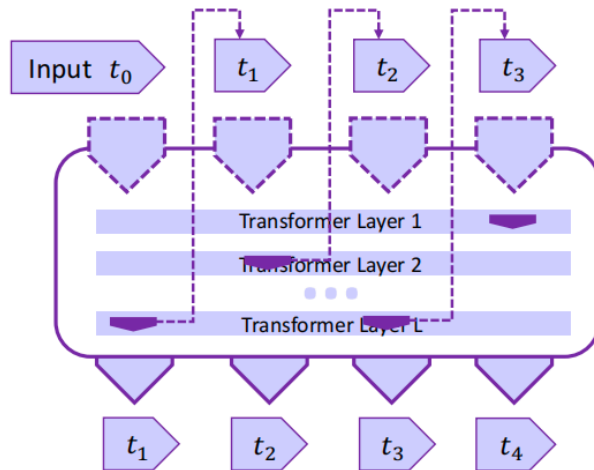 Input t₀
t₁
t₂
t₃
Transformer Layer 1
Transformer Layer 2
Transformer Layer L
t₁
t₂
t₃
t₄